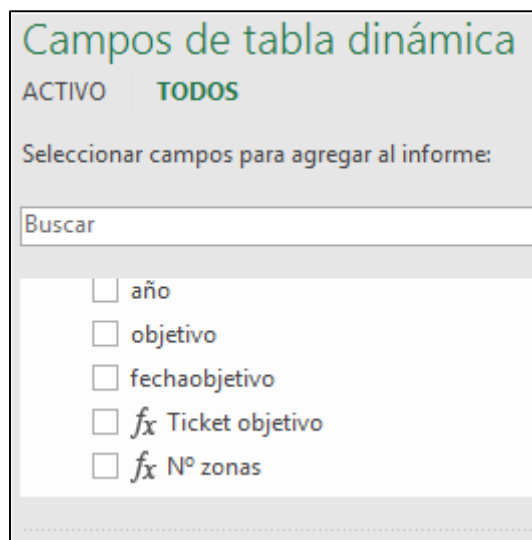 Campos de tabla dinámica
ACTIVO TODOS
Seleccionar campos para agregar al informe:
Buscar
año
objetivo
fechaobjetivo
fx Ticket objetivo
fx Nº zonas